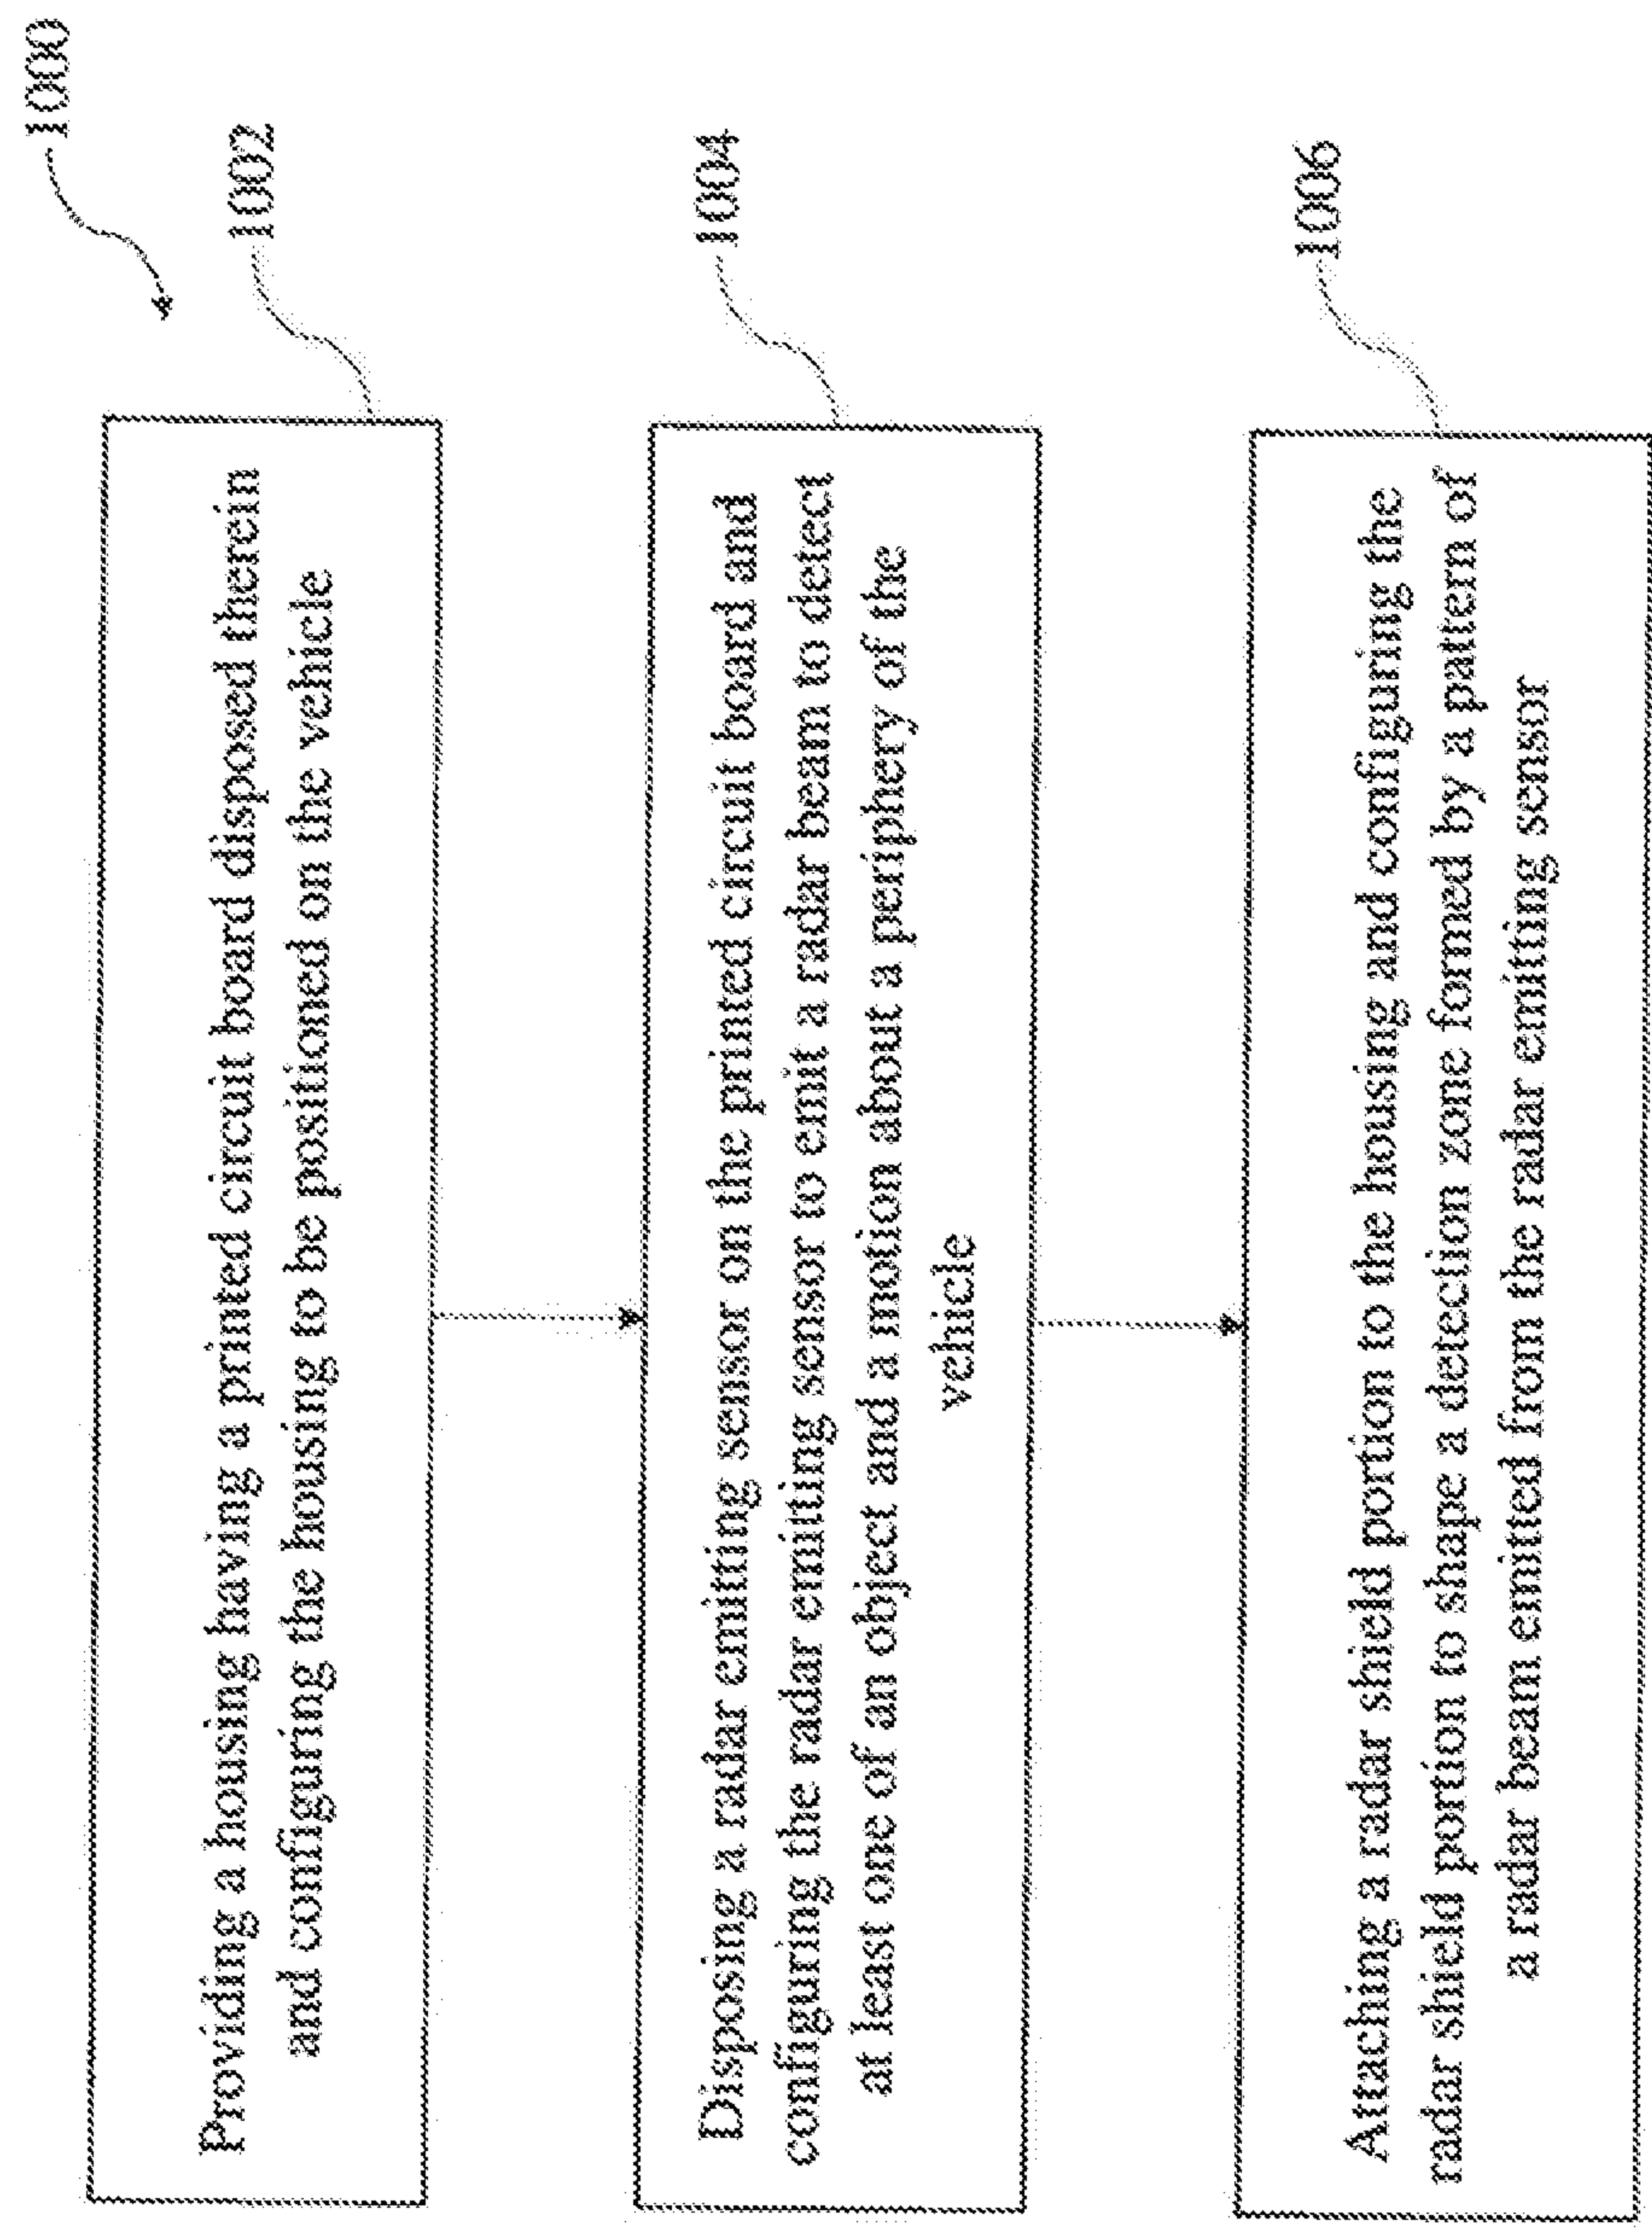 1000
1002
Providing a housing having a printed circuit board disposed therein
and configuring the housing to be positioned on the vehicle
1004
Disposing a radar emitting sensor on the printed circuit board and
configuring the radar emitting sensor to emit a radar beam to detect
at least one of an object and a motion about a periphery of the
vehicle
1006
Attaching a radar shield portion to the housing and configuring the
radar shield portion to shape a detection zone formed by a pattern of
a radar beam emitted from the radar emitting sensor